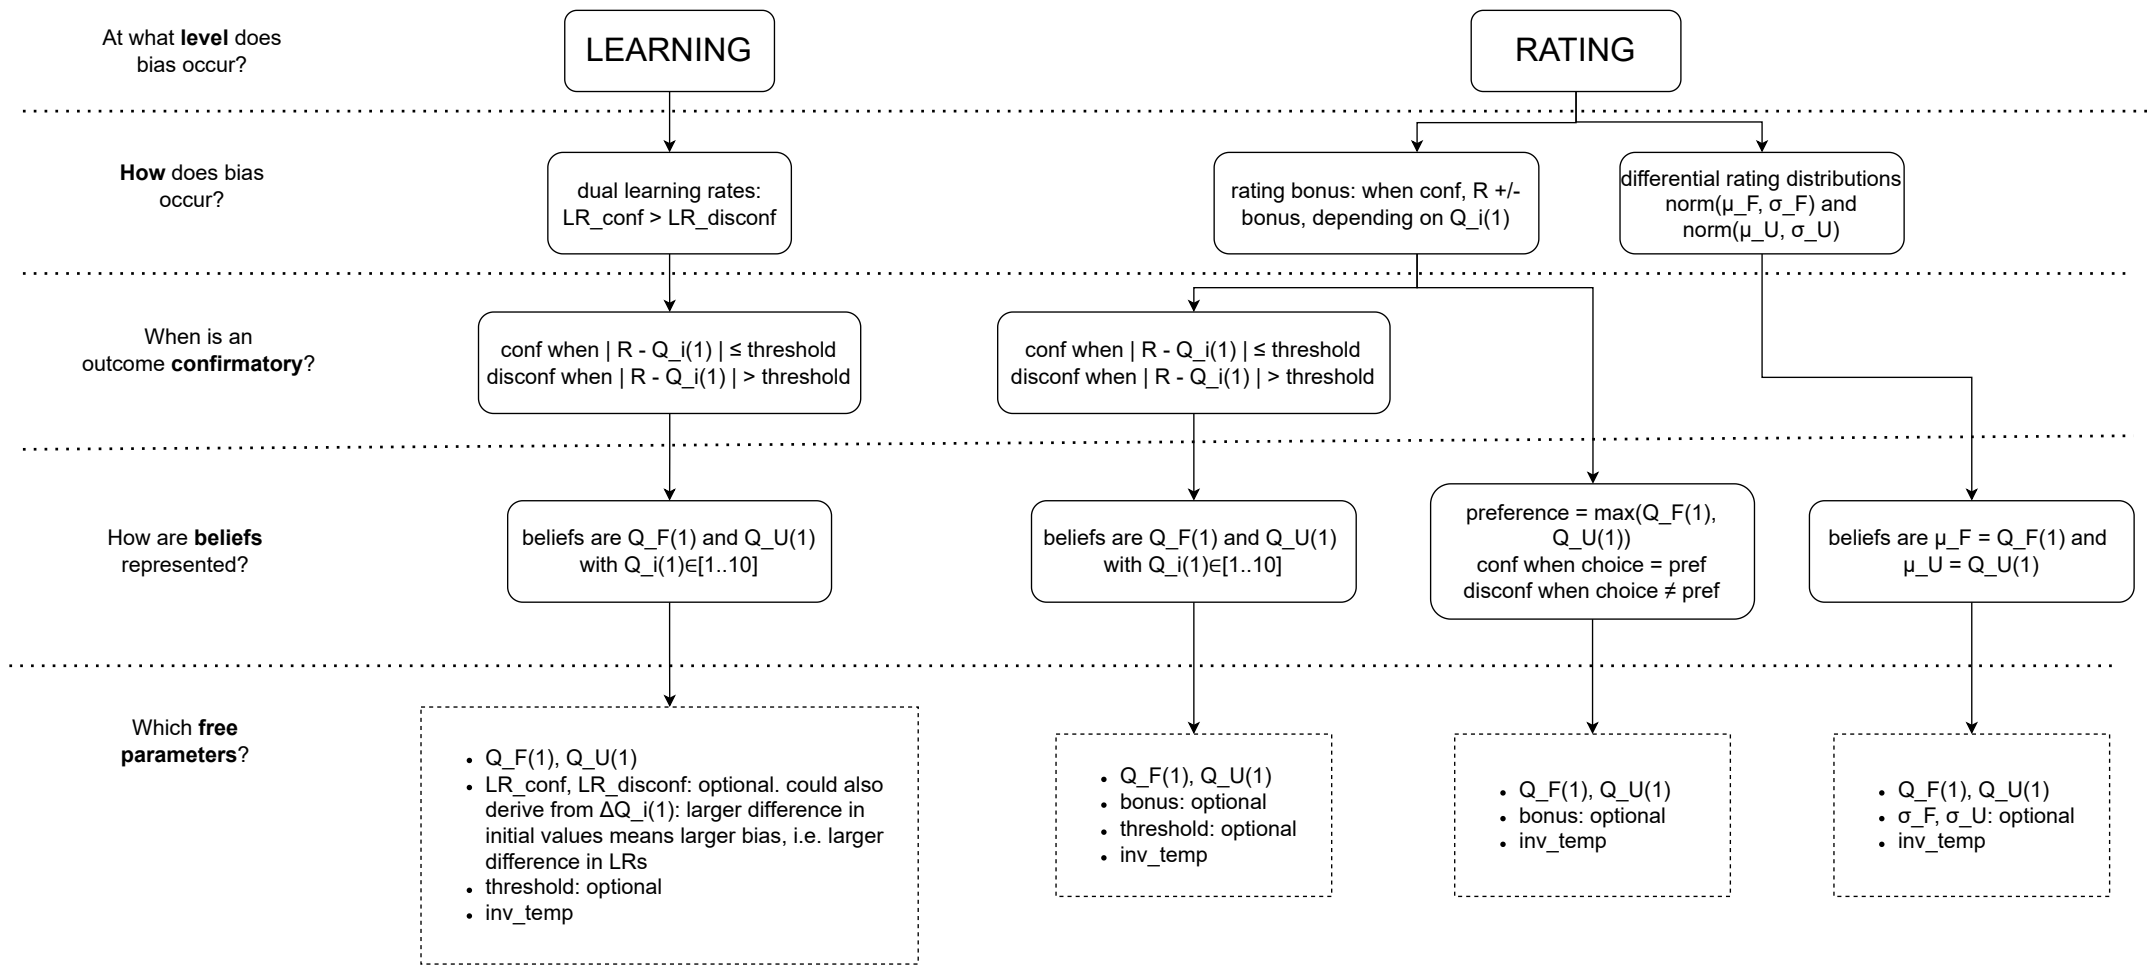 At what level does
bias occur?
LEARNING
RATING
How does bias
occur?
dual learning rates:
LR_conf > LR_disconf
rating bonus: when conf, R +/-
bonus, depending on Q_i(1)
differential rating distributions
norm(μ_F, σ_F) and
norm(μ_U, σ_U)
When is an
outcome confirmatory?
conf when | R - Q_i(1) | ≤ threshold
disconf when | R - Q_i(1) | > threshold
conf when | R - Q_i(1) | ≤ threshold
disconf when | R - Q_i(1) | > threshold
How are beliefs
represented?
beliefs are Q_F(1) and Q_U(1)
with Q_i(1)∈[1..10]
beliefs are Q_F(1) and Q_U(1)
with Q_i(1)∈[1..10]
preference = max(Q_F(1),
Q_U(1))
conf when choice = pref
disconf when choice ≠ pref
beliefs are μ_F = Q_F(1) and
μ_U = Q_U(1)
Which free
parameters?
• Q_F(1), Q_U(1)
• LR_conf, LR_disconf: optional. could also
derive from ΔQ_i(1): larger difference in
initial values means larger bias, i.e. larger
difference in LRs
• threshold: optional
• inv_temp
• Q_F(1), Q_U(1)
• bonus: optional
• threshold: optional
• inv_temp
• Q_F(1), Q_U(1)
• bonus: optional
• inv_temp
• Q_F(1), Q_U(1)
• σ_F, σ_U: optional
• inv_temp